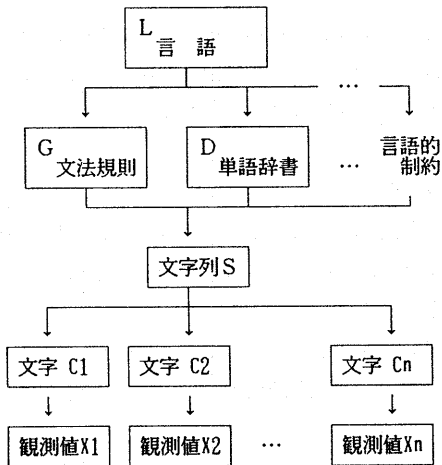 L
言語
…
G
文法規則
D
単語辞書
…
言語的
制約
文字列S
文字 C1
文字 C2
文字 Cn
観測値X1
観測値X2
…
観測値Xn